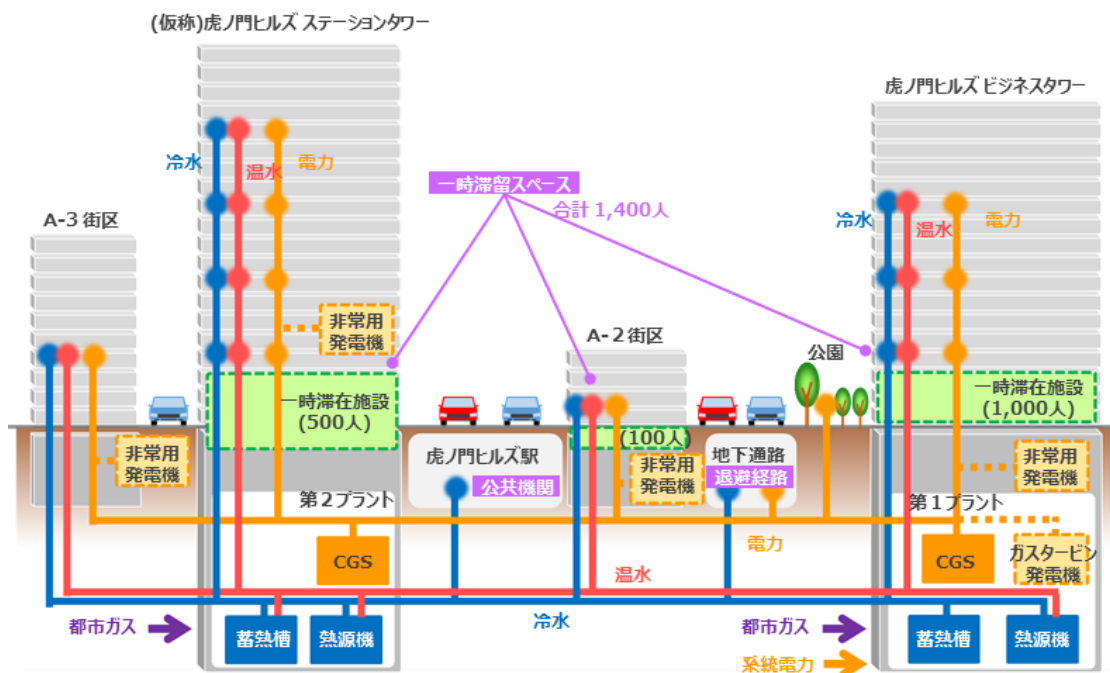 (仮称)虎ノ門ヒルズ ステーションタワー
虎ノ門ヒルズ ビジネスタワー
冷水
温水
電力
一時滞留スペース
合計 1,400人
冷水
温水
電力
A-3 街区
非常用
発電機
A-2 街区
公園
一時滞在施設
(500人)
一時滞在施設
(1,000人)
(100人)
非常用
発電機
虎ノ門ヒルズ駅
公共機関
非常用
発電機
地下通路
退避経路
非常用
発電機
第2プラント
第1プラント
電力
CGS
CGS
ガスタービン
発電機
温水
冷水
都市ガス
蓄熱槽
熱源機
都市ガス
蓄熱槽
熱源機
系統電力